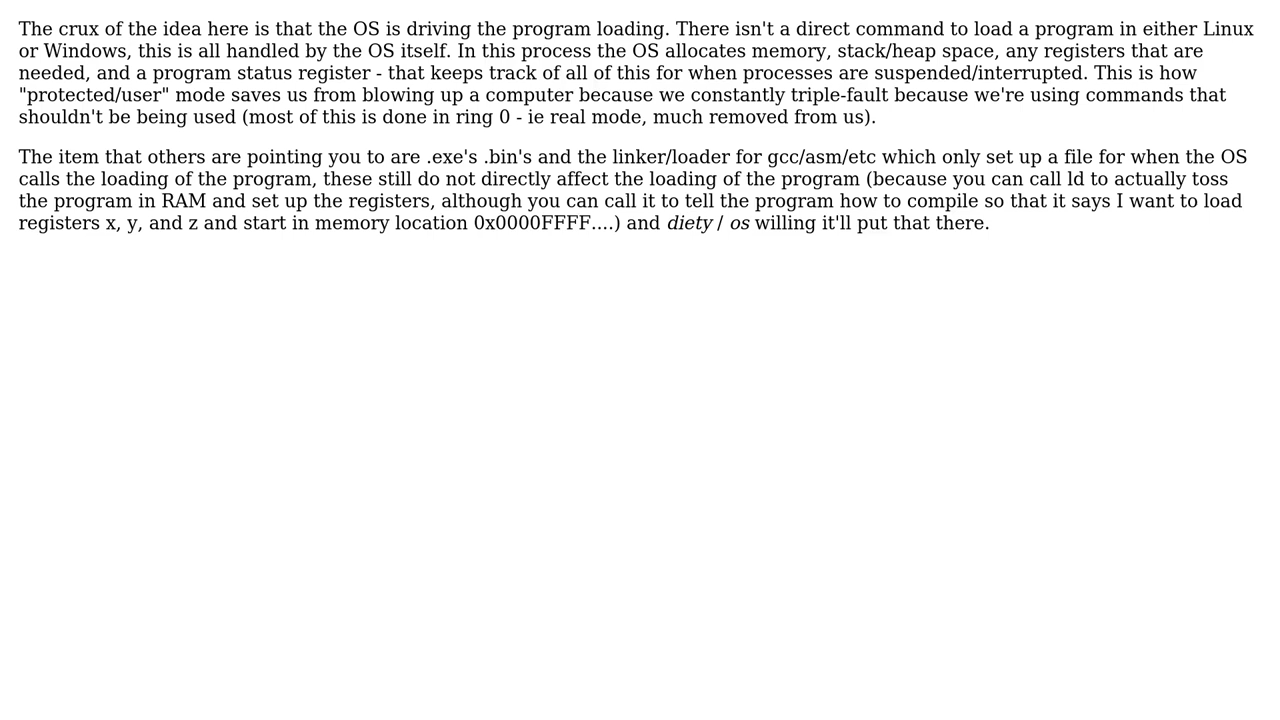 The crux of the idea here is that the OS is driving the program loading. There isn't a direct command to load a program in either Linux
or Windows, this is all handled by the OS itself. In this process the OS allocates memory, stack/heap space, any registers that are
needed, and a program status register - that keeps track of all of this for when processes are suspended/interrupted. This is how
"protected/user" mode saves us from blowing up a computer because we constantly triple-fault because we're using commands that
shouldn't be being used (most of this is done in ring 0 - ie real mode, much removed from us).
The item that others are pointing you to are .exe's .bin's and the linker/loader for gcc/asm/etc which only set up a file for when the OS
calls the loading of the program, these still do not directly affect the loading of the program (because you can call ld to actually toss
the program in RAM and set up the registers, although you can call it to tell the program how to compile so that it says I want to load
registers x, y, and z and start in memory location 0x0000FFFF....) and diety / os willing it'll put that there.